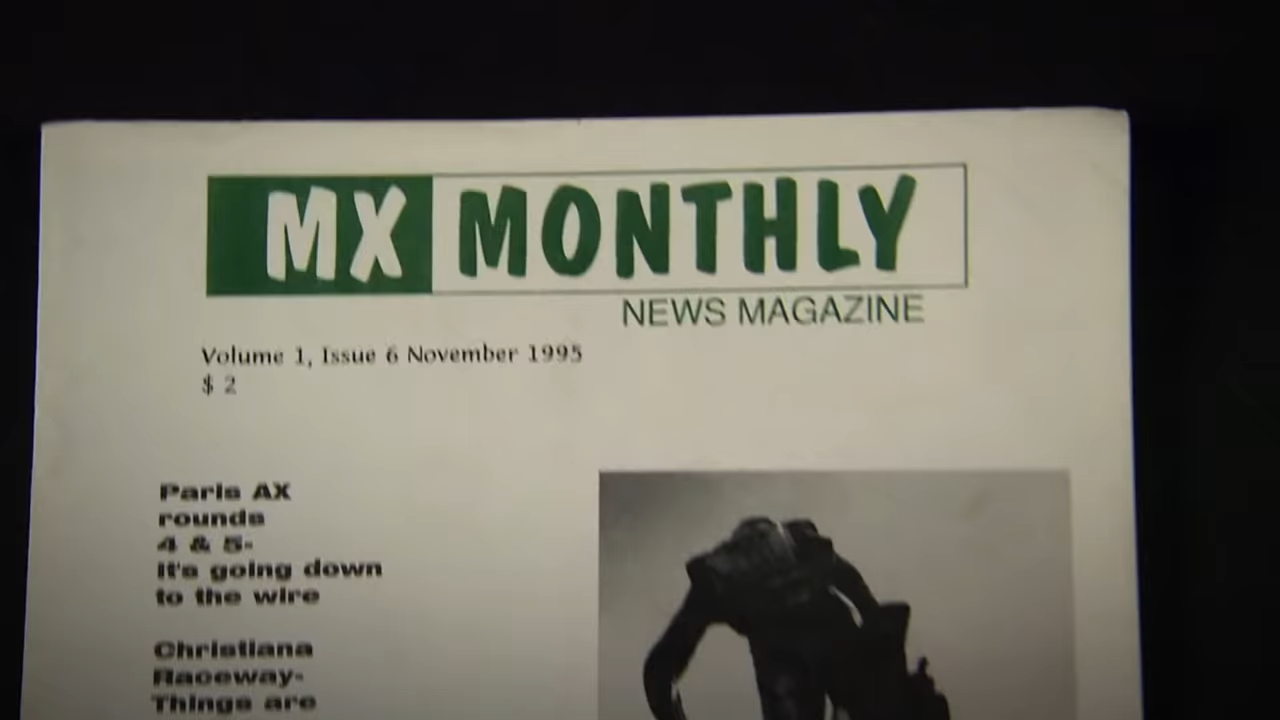 MX MONTHLY
NEWS MAGAZINE
Volume 1, Issue 6 November 1995
$ 2
Paris AX
rounds
4 & 5-
It's going down
to the wire
Christiana
Raceway-
Things are